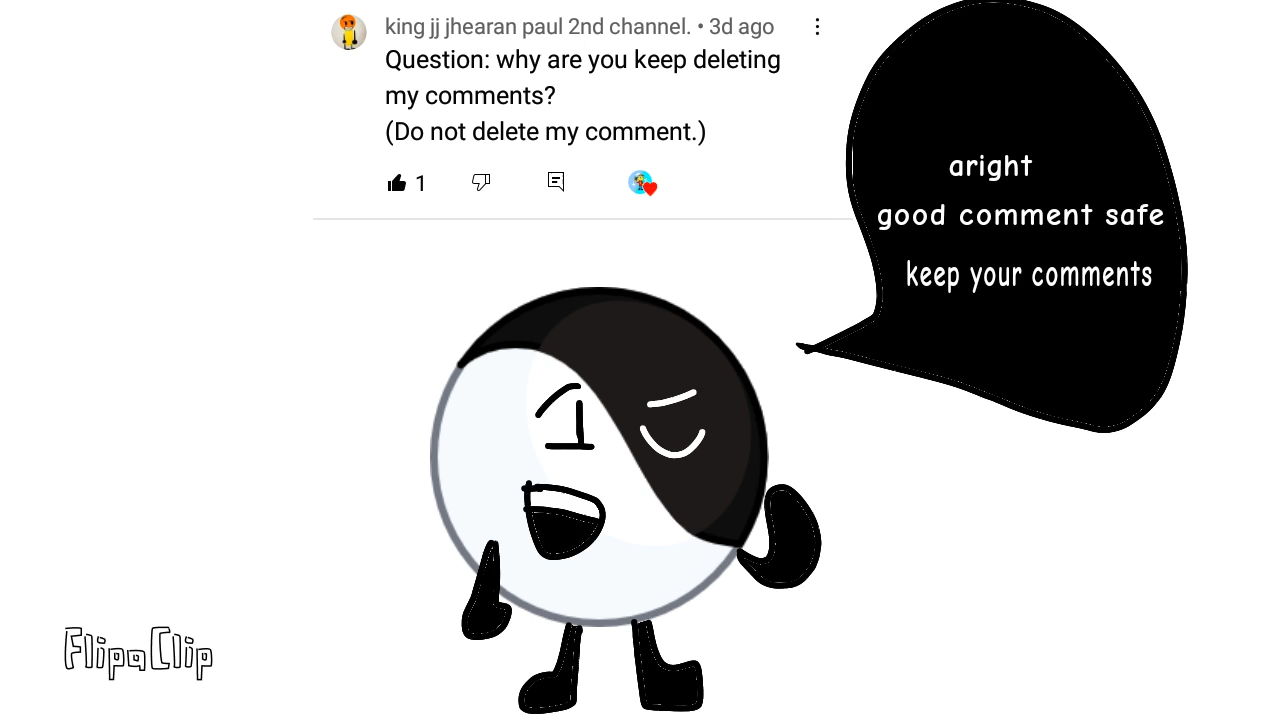 king jj jhearan paul 2nd channel. • 3d ago
Question: why are you keep deleting
my comments?
(Do not delete my comment.)
1
aright
good comment safe
keep your comments
FlipaClip